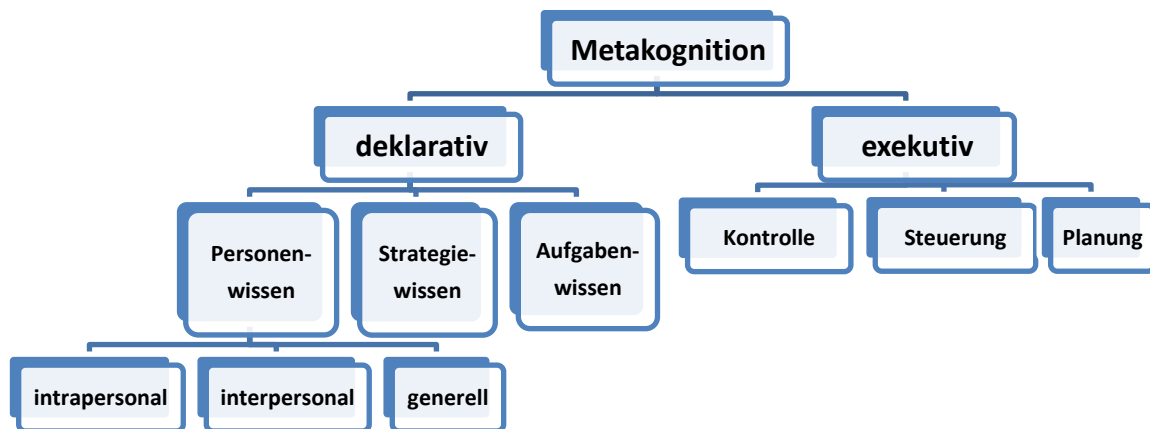 Metakognition
deklarativ
exekutiv
Personen-
wissen
Strategie-
wissen
Aufgaben-
wissen
Kontrolle
Steuerung
Planung
intrapersonal
interpersonal
generell